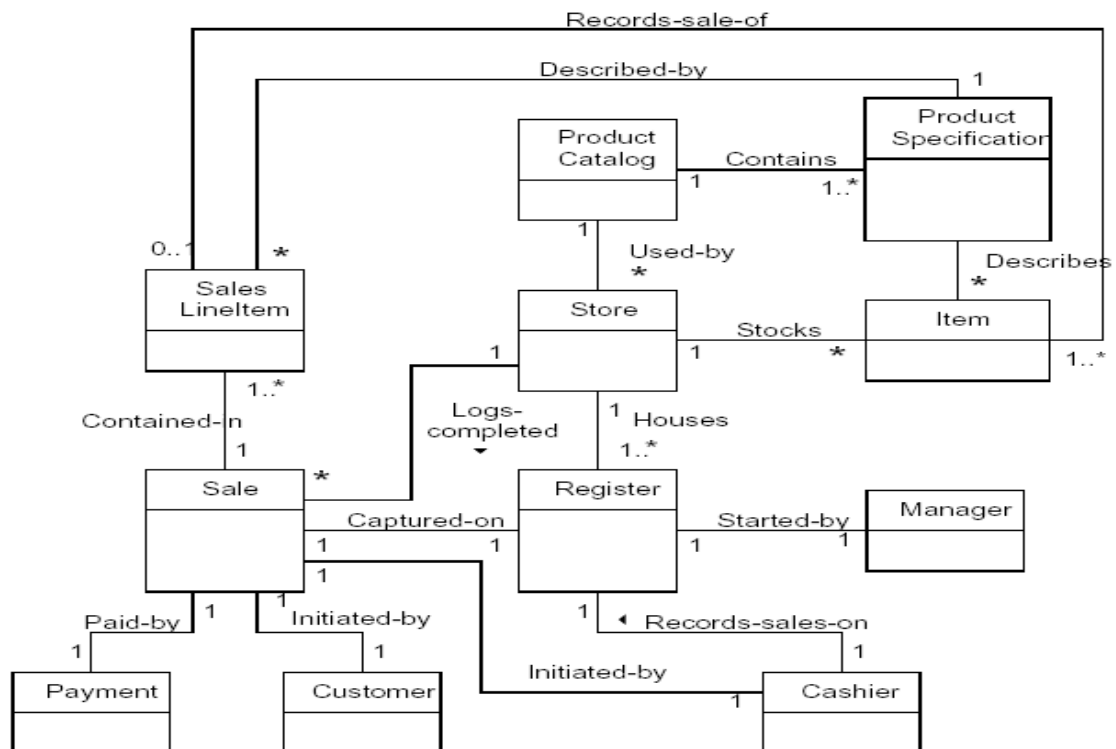 Records-sale-of
Described-by
1
Product
Specification
Product
Catalog
Contains
1
1..*
1
0..1
*
Used-by
*
Describes
*
Sales
LineItem
Store
Item
Stocks
1
1
*
1..*
1..*
Logs-
completed
1
Houses
Contained-in
1
*
1..*
Sale
Register
Manager
Captured-on
Started-by
1
1
1
1
1
Paid-by
1
1
Initiated-by
1
Records-sales-on
1
1
Initiated-by
1
1
Payment
Customer
Cashier